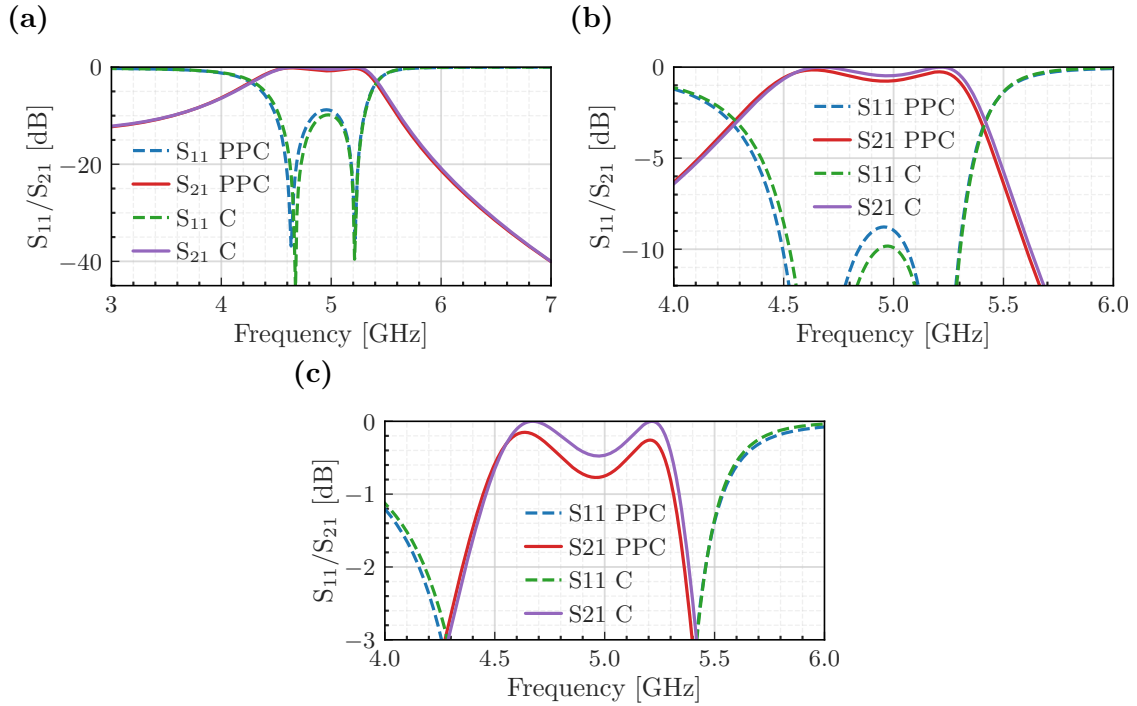 (a)
0
−20
−40
S₁₁/S₂₁ [dB]
S₁₁ PPC
S₂₁ PPC
S₁₁ C
S₂₁ C
3 4 5 6 7
Frequency [GHz]
(b)
0
−5
−10
S₁₁/S₂₁ [dB]
S11 PPC
S21 PPC
S11 C
S21 C
4.0 4.5 5.0 5.5 6.0
Frequency [GHz]
(c)
0
−1
−2
−3
S₁₁/S₂₁ [dB]
S11 PPC
S21 PPC
S11 C
S21 C
4.0 4.5 5.0 5.5 6.0
Frequency [GHz]